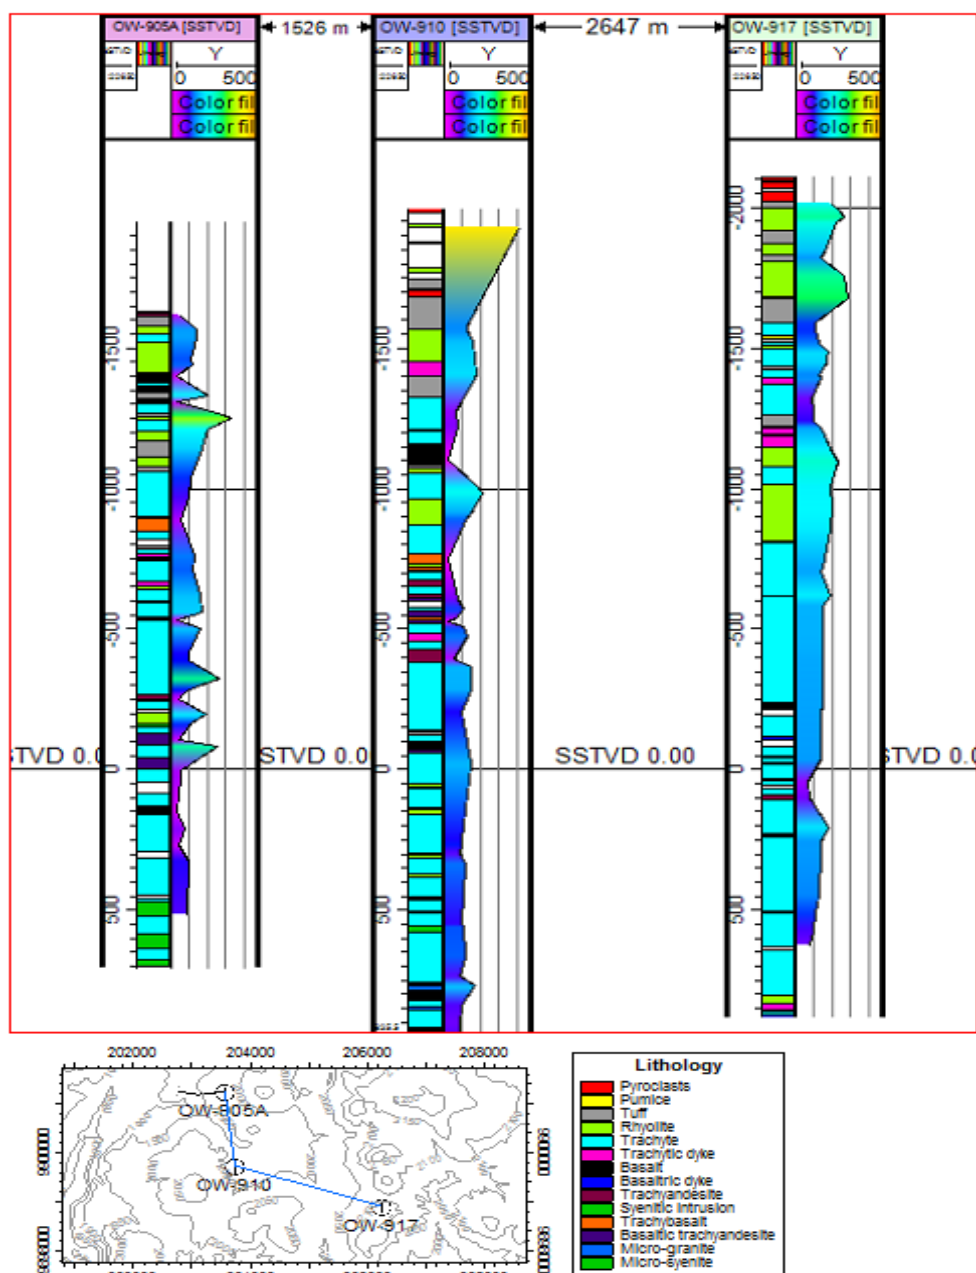 OW-905A [SSTVD] 1526 m OW-910 [SSTVD] 2647 m OW-917 [SSTVD]
Y Y Y
0 500 0 500 0 500
Color fil Color fil Color fil
Color fil Color fil Color fil
-2000 -2000
-1500 -1500 -1500
-1000 -1000 -1000
-500 -500 -500
STVD 0.0 STVD 0.0 SSTVD 0.00 STVD 0.0
0 0 0
500 500 500
202000 204000 206000 208000
OW-905A
OW-910
OW-917
Lithology
Pyroclasts
Pumice
Tuff
Rhyolite
Trachyte
Trachytic dyke
Basalt
Basaltric dyke
Trachyandesite
Syenitic intrusion
Trachybasalt
Basaltic trachyandesite
Micro-granite
Micro-syenite